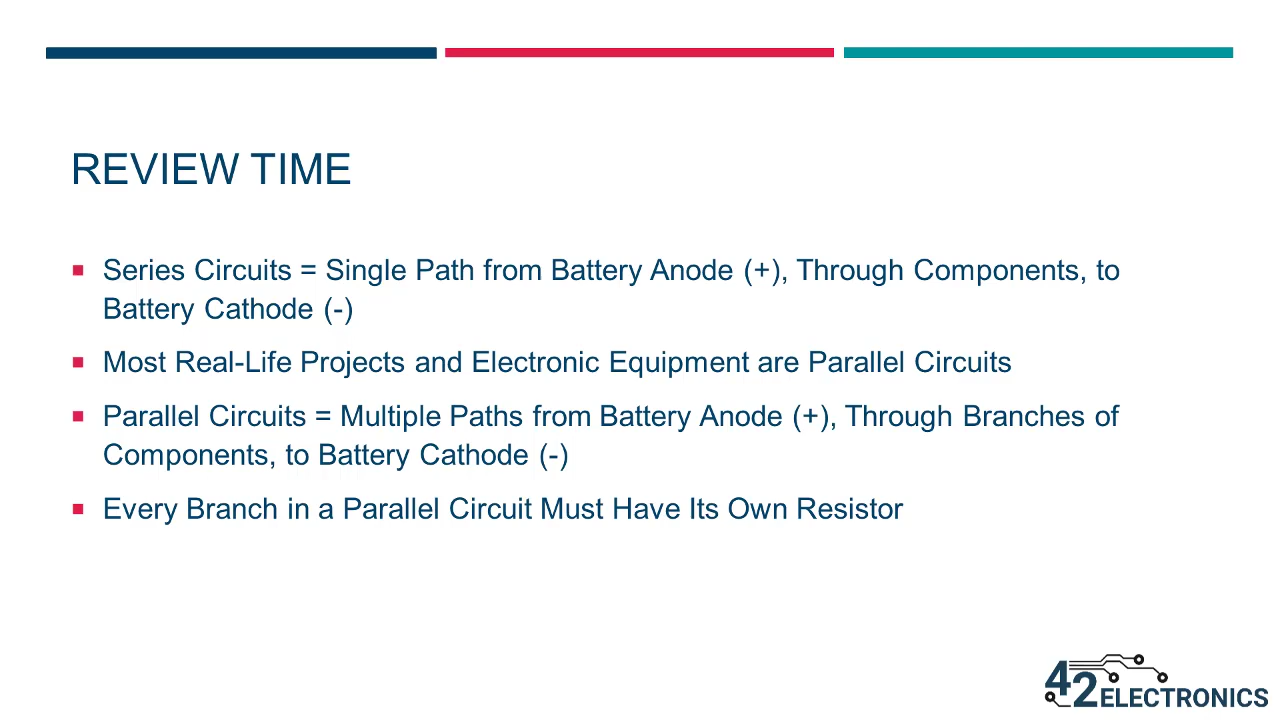 REVIEW TIME
Series Circuits = Single Path from Battery Anode (+), Through Components, to
Battery Cathode (-)
Most Real-Life Projects and Electronic Equipment are Parallel Circuits
Parallel Circuits = Multiple Paths from Battery Anode (+), Through Branches of
Components, to Battery Cathode (-)
Every Branch in a Parallel Circuit Must Have Its Own Resistor
42 ELECTRONICS